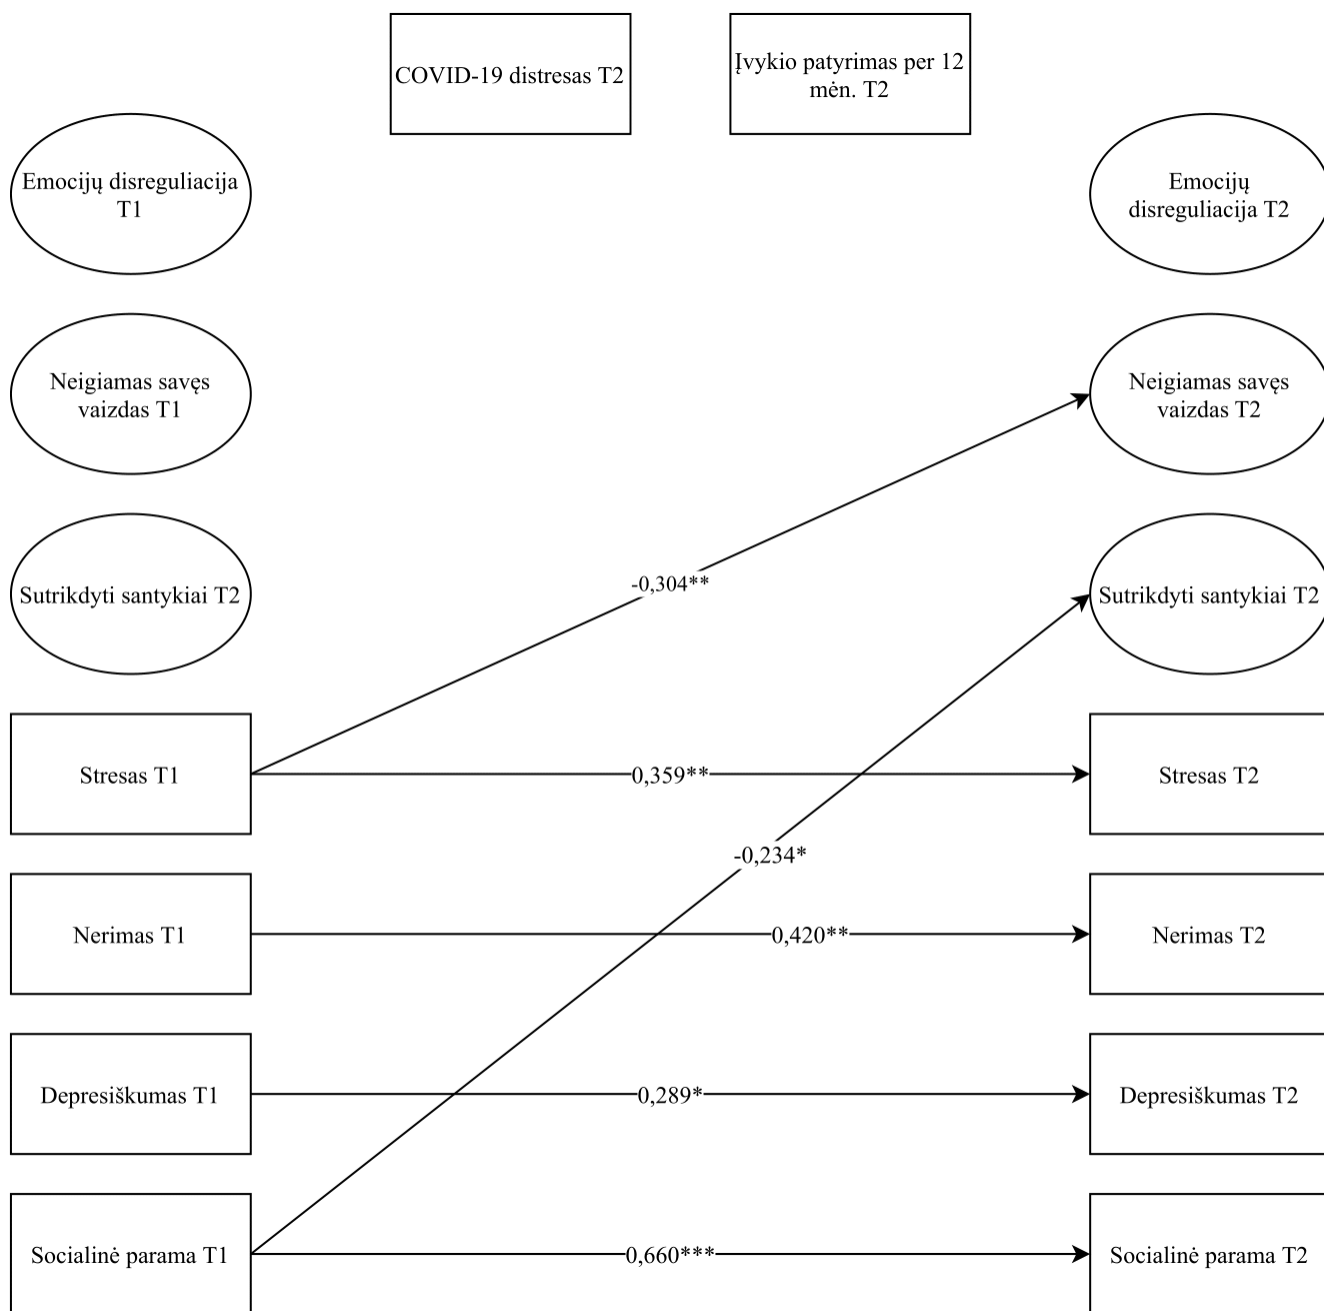 COVID-19 distresas T2
Įvykio patyrimas per 12
mėn. T2
Emocijų disreguliacija
T1
Emocijų
disreguliacija T2
Neigiamas savęs
vaizdas T1
Neigiamas savęs
vaizdas T2
-0,304**
Sutrikdyti santykiai T2
Sutrikdyti santykiai T2
Stresas T1
0,359**
Stresas T2
-0,234*
Nerimas T1
0,420**
Nerimas T2
Depresiškumas T1
0,289*
Depresiškumas T2
Socialinė parama T1
0,660***
Socialinė parama T2